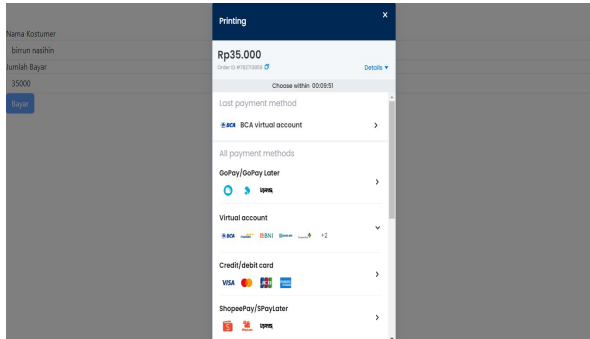 Printing
X
Nama Kostumer
birrun nasihin
Jumlah Bayar
35000
Bayar
Rp35.000
Details ▼
Choose within 00:09:51
Last payment method
BCA BCA virtual account
All payment methods
GoPay/GoPay Later
Virtual account
BCA BNI +2
Credit/debit card
VISA JCB
ShopeePay/SPayLater